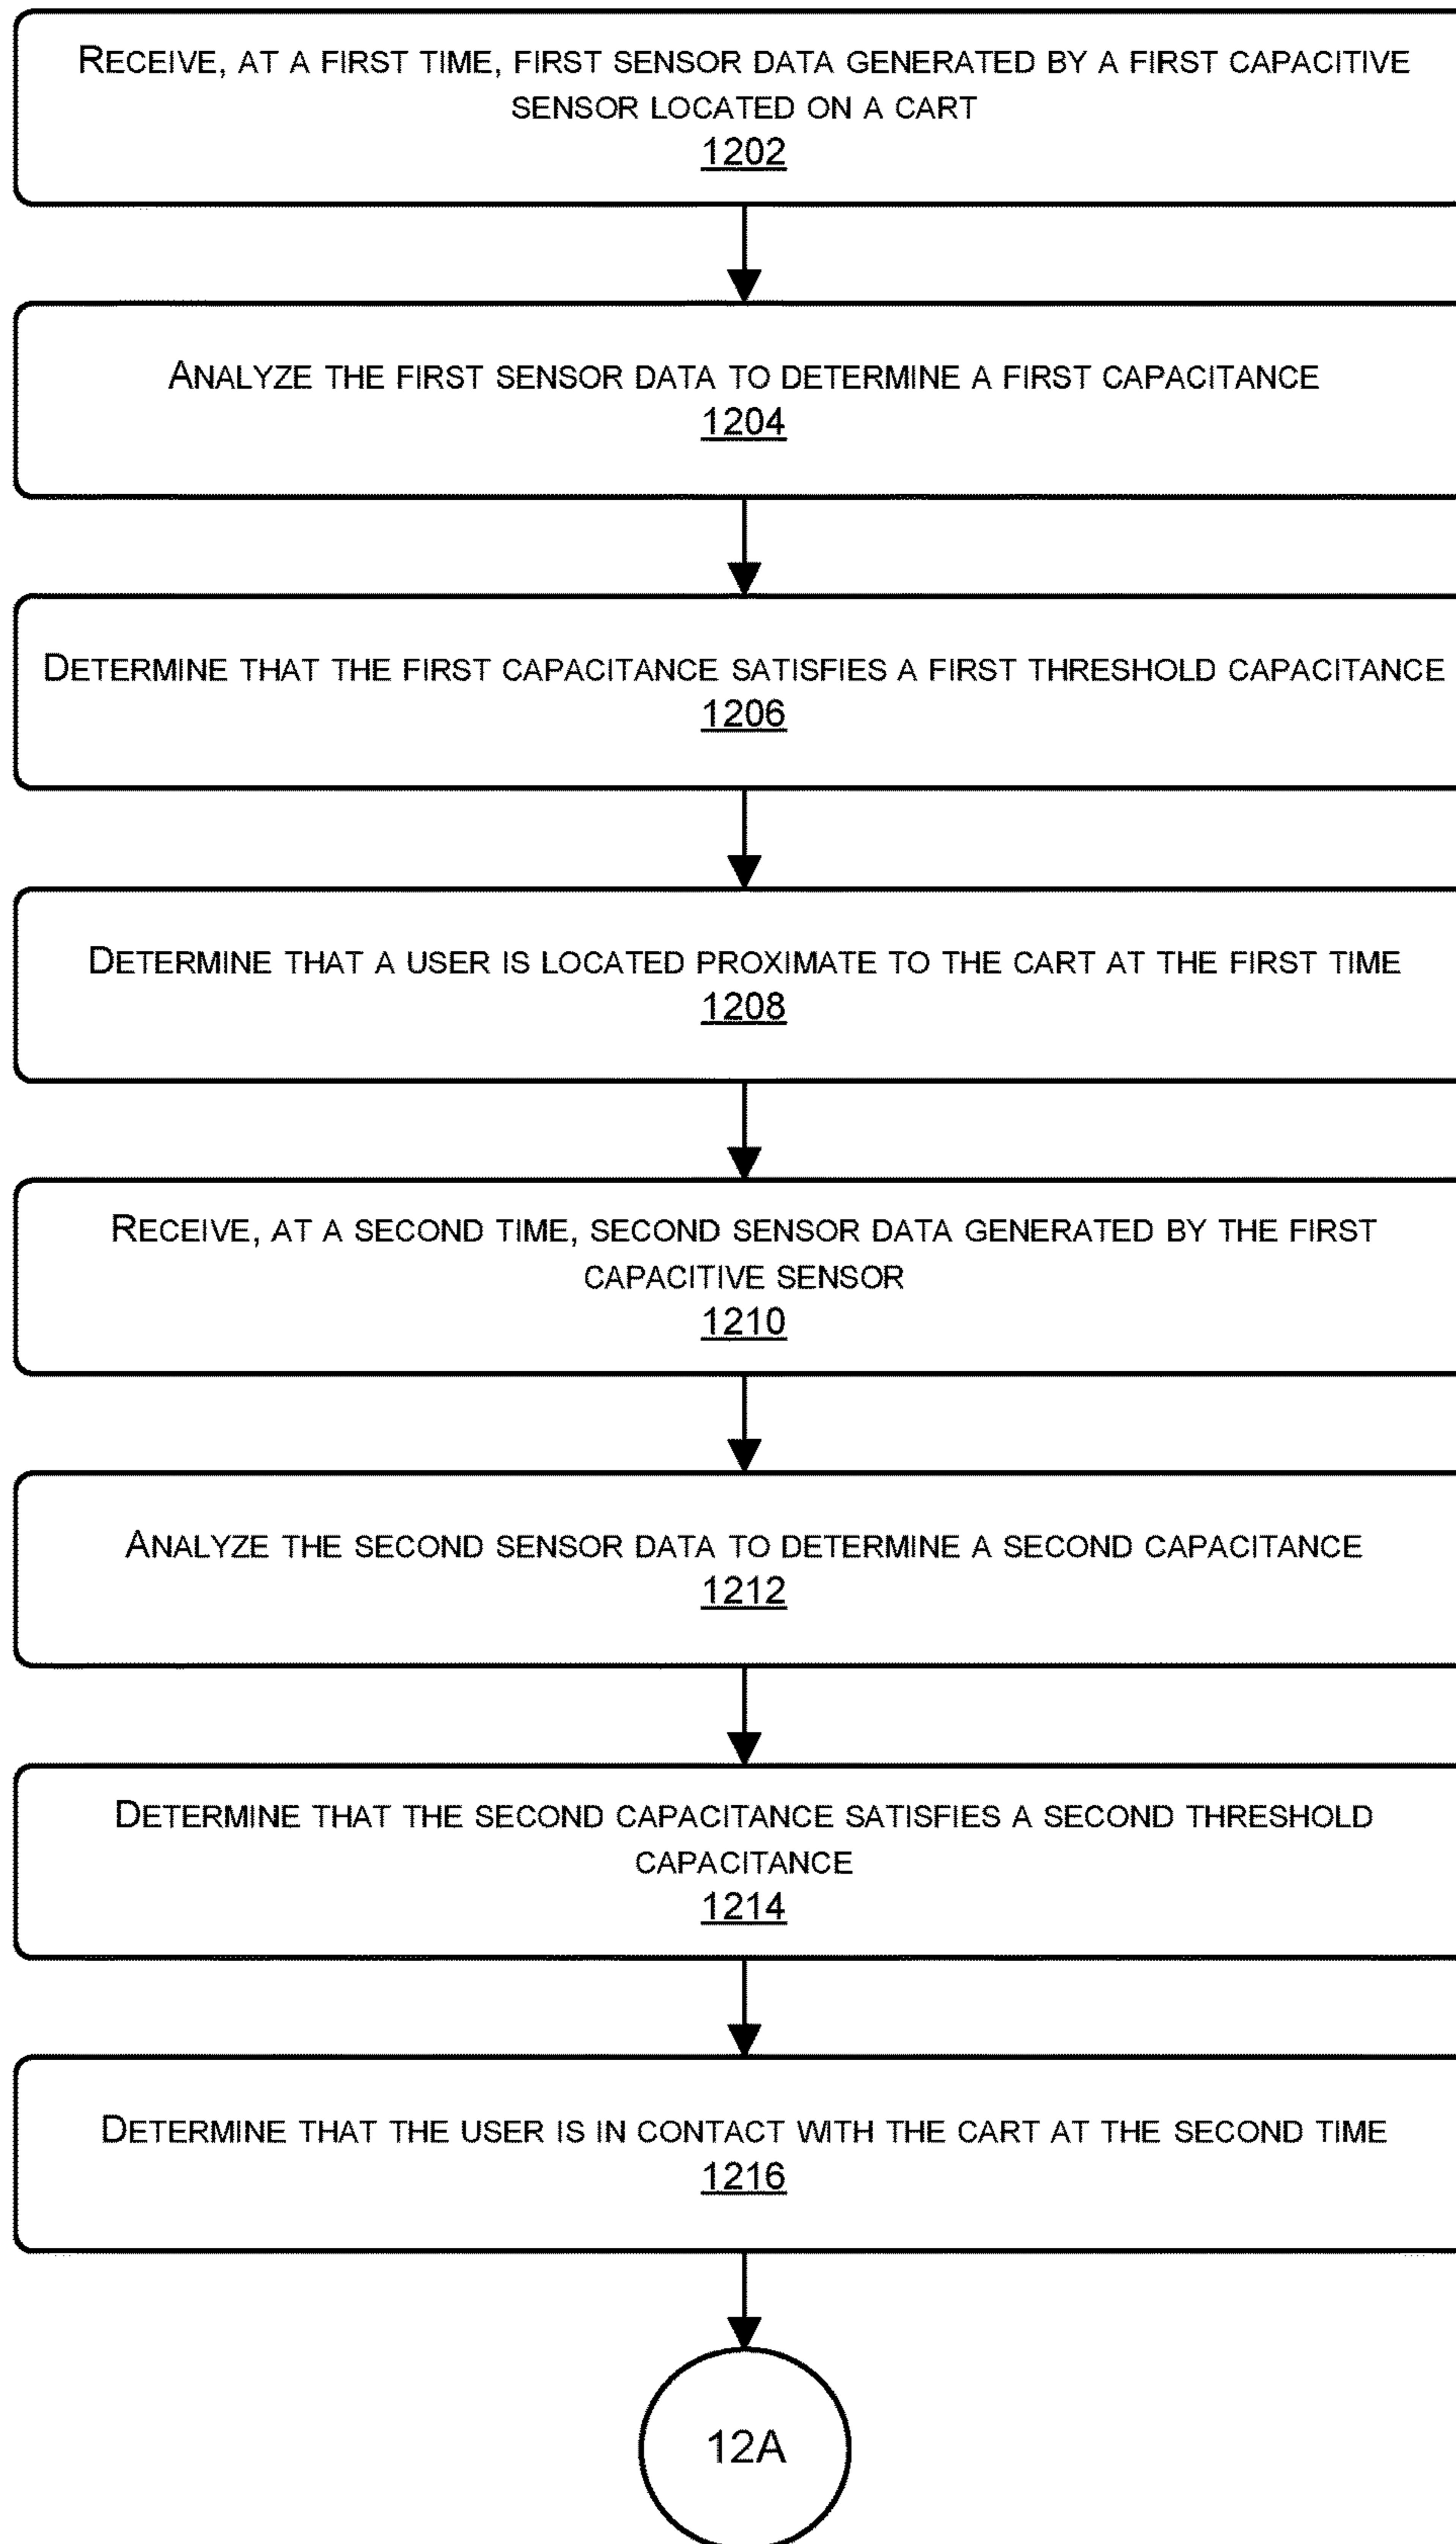 RECEIVE, AT A FIRST TIME, FIRST SENSOR DATA GENERATED BY A FIRST CAPACITIVE
SENSOR LOCATED ON A CART
1202
ANALYZE THE FIRST SENSOR DATA TO DETERMINE A FIRST CAPACITANCE
1204
DETERMINE THAT THE FIRST CAPACITANCE SATISFIES A FIRST THRESHOLD CAPACITANCE
1206
DETERMINE THAT A USER IS LOCATED PROXIMATE TO THE CART AT THE FIRST TIME
1208
RECEIVE, AT A SECOND TIME, SECOND SENSOR DATA GENERATED BY THE FIRST
CAPACITIVE SENSOR
1210
ANALYZE THE SECOND SENSOR DATA TO DETERMINE A SECOND CAPACITANCE
1212
DETERMINE THAT THE SECOND CAPACITANCE SATISFIES A SECOND THRESHOLD
CAPACITANCE
1214
DETERMINE THAT THE USER IS IN CONTACT WITH THE CART AT THE SECOND TIME
1216
12A